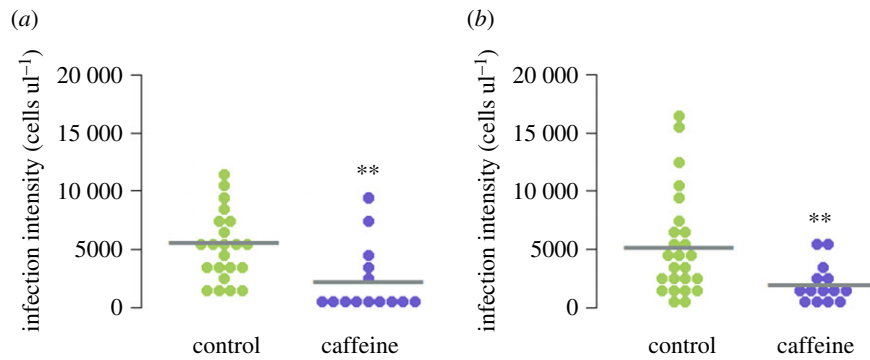 (a)
infection intensity (cells ul⁻¹)
20 000
15 000
10 000
5000
0
**
control
caffeine
(b)
infection intensity (cells ul⁻¹)
20 000
15 000
10 000
5000
0
**
control
caffeine